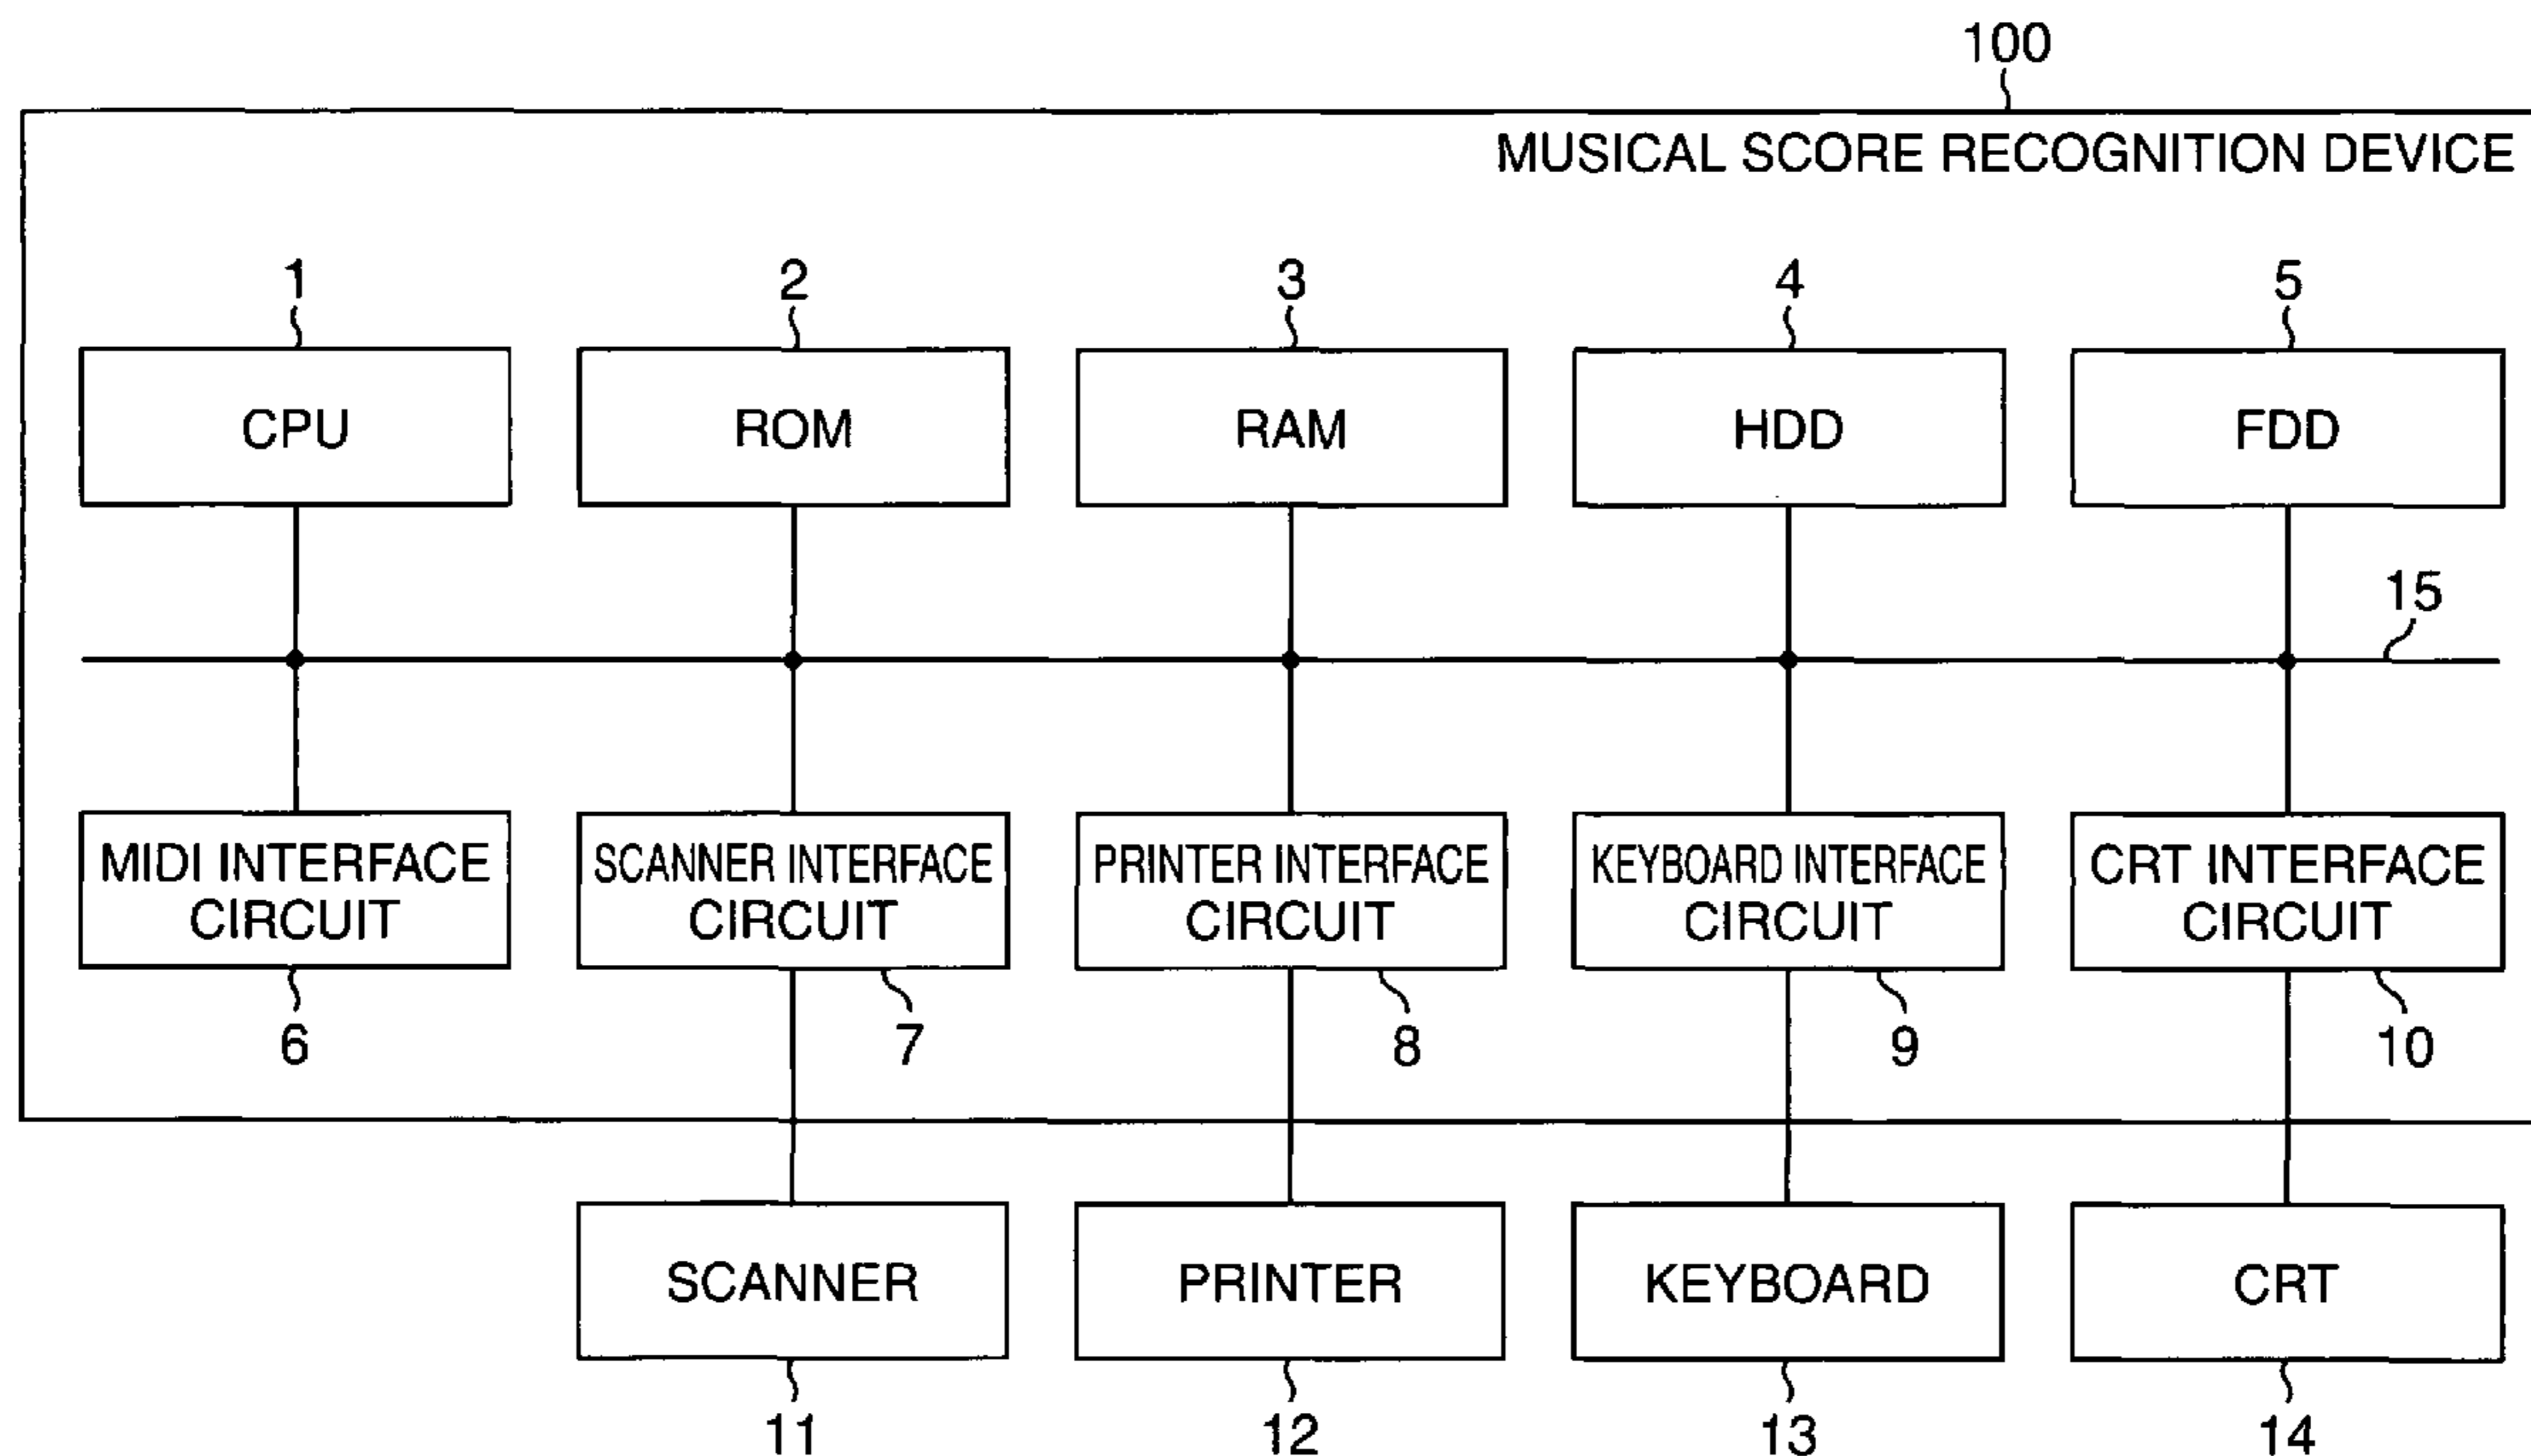 100
MUSICAL SCORE RECOGNITION DEVICE
1
2
3
4
5
CPU
ROM
RAM
HDD
FDD
15
MIDI INTERFACE
CIRCUIT
SCANNER INTERFACE
CIRCUIT
PRINTER INTERFACE
CIRCUIT
KEYBOARD INTERFACE
CIRCUIT
CRT INTERFACE
CIRCUIT
6
7
8
9
10
SCANNER
PRINTER
KEYBOARD
CRT
11
12
13
14